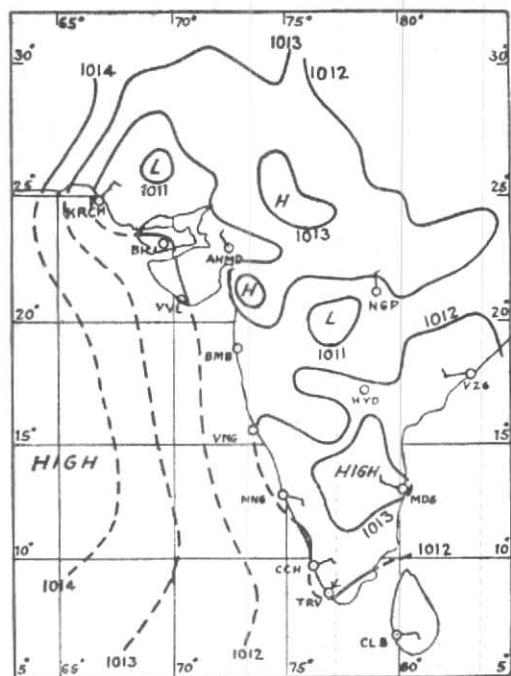 65° 70° 75° 80°
1013
1012
1014
30° 30°
L
1011
25° 25°
KRCH
H
1013
BHJ
AHMD
H
NGP
VVL
L
1012
20° 20°
1011
BMB
VZG
HYD
VNG
15° 15°
HIGH
HIGH
MNG
MDS
1013
CCH
1012
10° 10°
1014
TRV
CLB
1013
1012
5° 65° 70° 75° 80° 5°